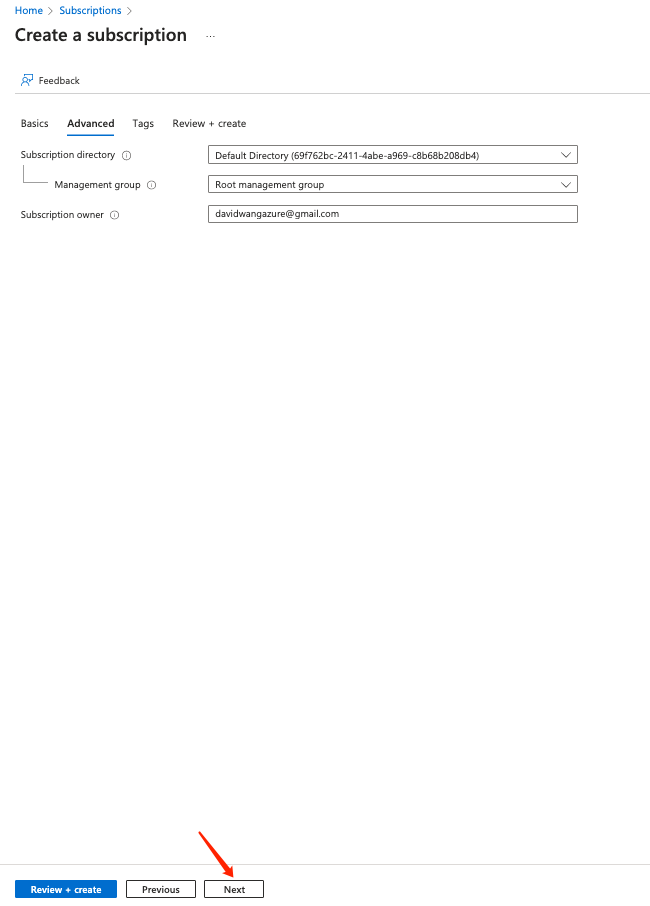 Home > Subscriptions >
Create a subscription ...
Feedback
Basics Advanced Tags Review + create
Subscription directory Default Directory (69f762bc-2411-4abe-a969-c8b68b208db4)
Management group Root management group
Subscription owner davidwangazure@gmail.com
Review + create Previous Next